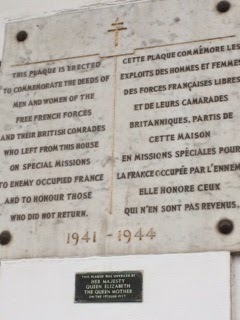 THIS PLAQUE IS ERECTED
TO COMMEMORATE THE DEEDS OF
MEN AND WOMEN OF THE
FREE FRENCH FORCES
AND THEIR BRITISH COMRADES
WHO LEFT FROM THIS HOUSE
ON SPECIAL MISSIONS
TO ENEMY OCCUPIED FRANCE
AND TO HONOUR THOSE
WHO DID NOT RETURN.
CETTE PLAQUE COMMÉMORE LES
EXPLOITS DES HOMMES ET FEMMES
DES FORCES FRANÇAISES LIBRES
ET DE LEURS CAMARADES
BRITANNIQUES, PARTIS DE
CETTE MAISON
EN MISSIONS SPÉCIALES POUR
LA FRANCE OCCUPÉE PAR L'ENNEM
ELLE HONORE CEUX
QUI N'EN SONT PAS REVENUS.
1941 - 1944
THIS PLAQUE WAS UNVEILED BY
HER MAJESTY
QUEEN ELIZABETH
THE QUEEN MOTHER
ON THE